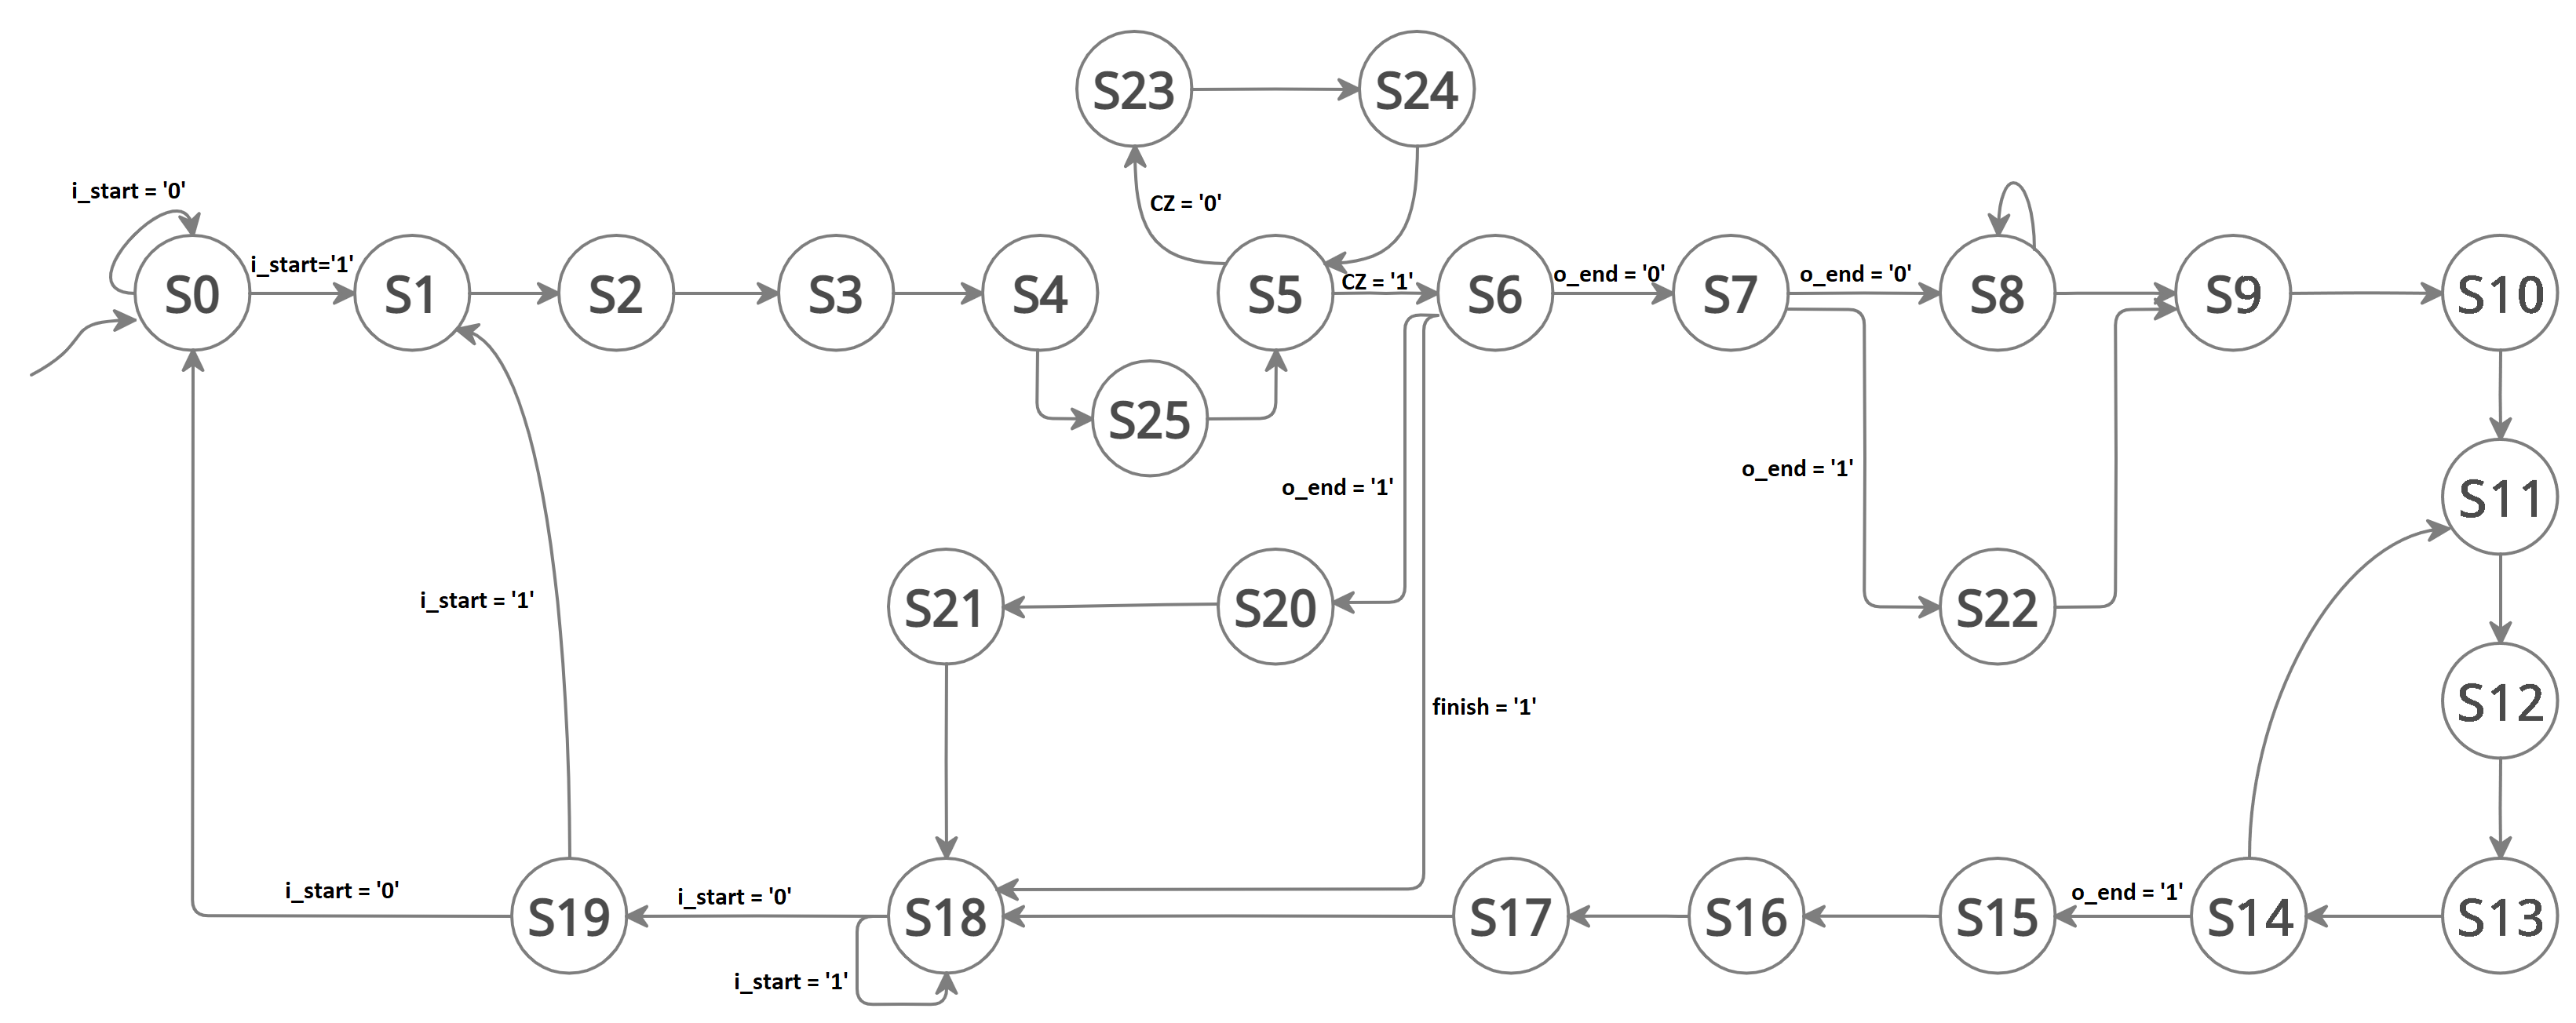 S23
S24
i_start = '0'
CZ = '0'
i_start='1'
CZ = '1'
o_end = '0'
o_end = '0'
S0
S1
S2
S3
S4
S5
S6
S7
S8
S9
S10
S25
o_end = '1'
o_end = '1'
S11
i_start = '1'
S21
S20
S22
finish = '1'
S12
i_start = '0'
i_start = '0'
o_end = '1'
S19
S18
S17
S16
S15
S14
S13
i_start = '1'